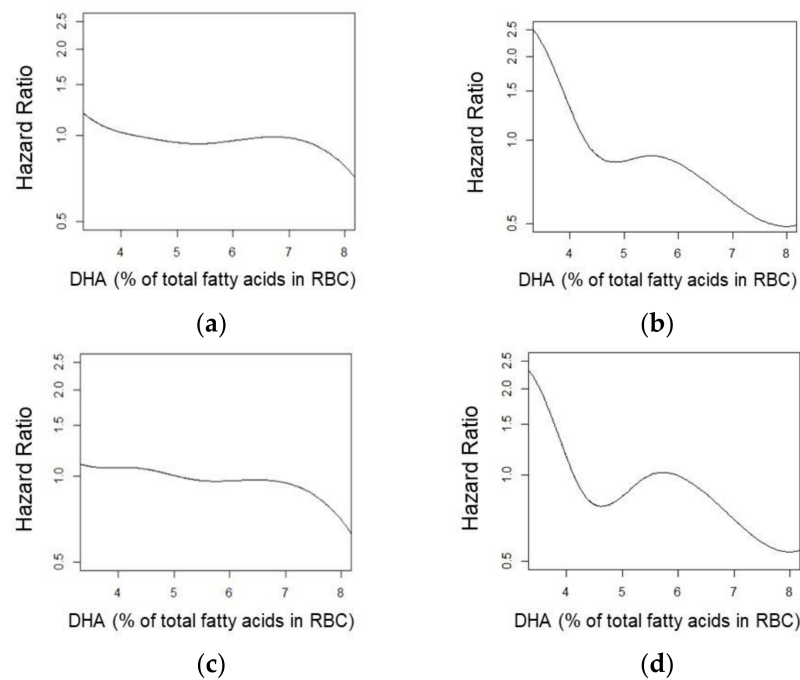 2.5
2.0
1.5
1.0
0.5
Hazard Ratio
4 5 6 7 8
DHA (% of total fatty acids in RBC)
(a)
2.5
2.0
1.5
1.0
0.5
Hazard Ratio
4 5 6 7 8
DHA (% of total fatty acids in RBC)
(b)
2.5
2.0
1.5
1.0
0.5
Hazard Ratio
4 5 6 7 8
DHA (% of total fatty acids in RBC)
(c)
2.5
2.0
1.5
1.0
0.5
Hazard Ratio
4 5 6 7 8
DHA (% of total fatty acids in RBC)
(d)